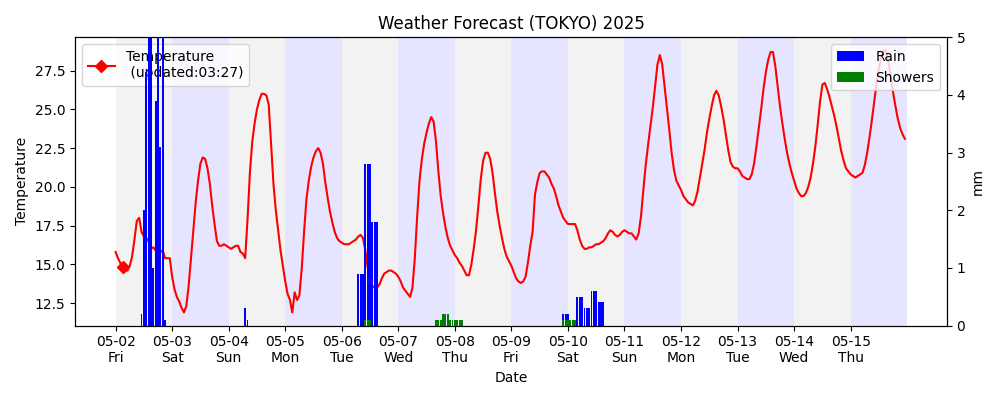 Weather Forecast (TOKYO) 2025
Temperature
(updated:03:27)
Rain
Showers
Temperature
27.5
25.0
22.5
20.0
17.5
15.0
12.5
5
4
3
2
1
0
mm
05-02 05-03 05-04 05-05 05-06 05-07 05-08 05-09 05-10 05-11 05-12 05-13 05-14 05-15
Fri Sat Sun Mon Tue Wed Thu Fri Sat Sun Mon Tue Wed Thu
Date